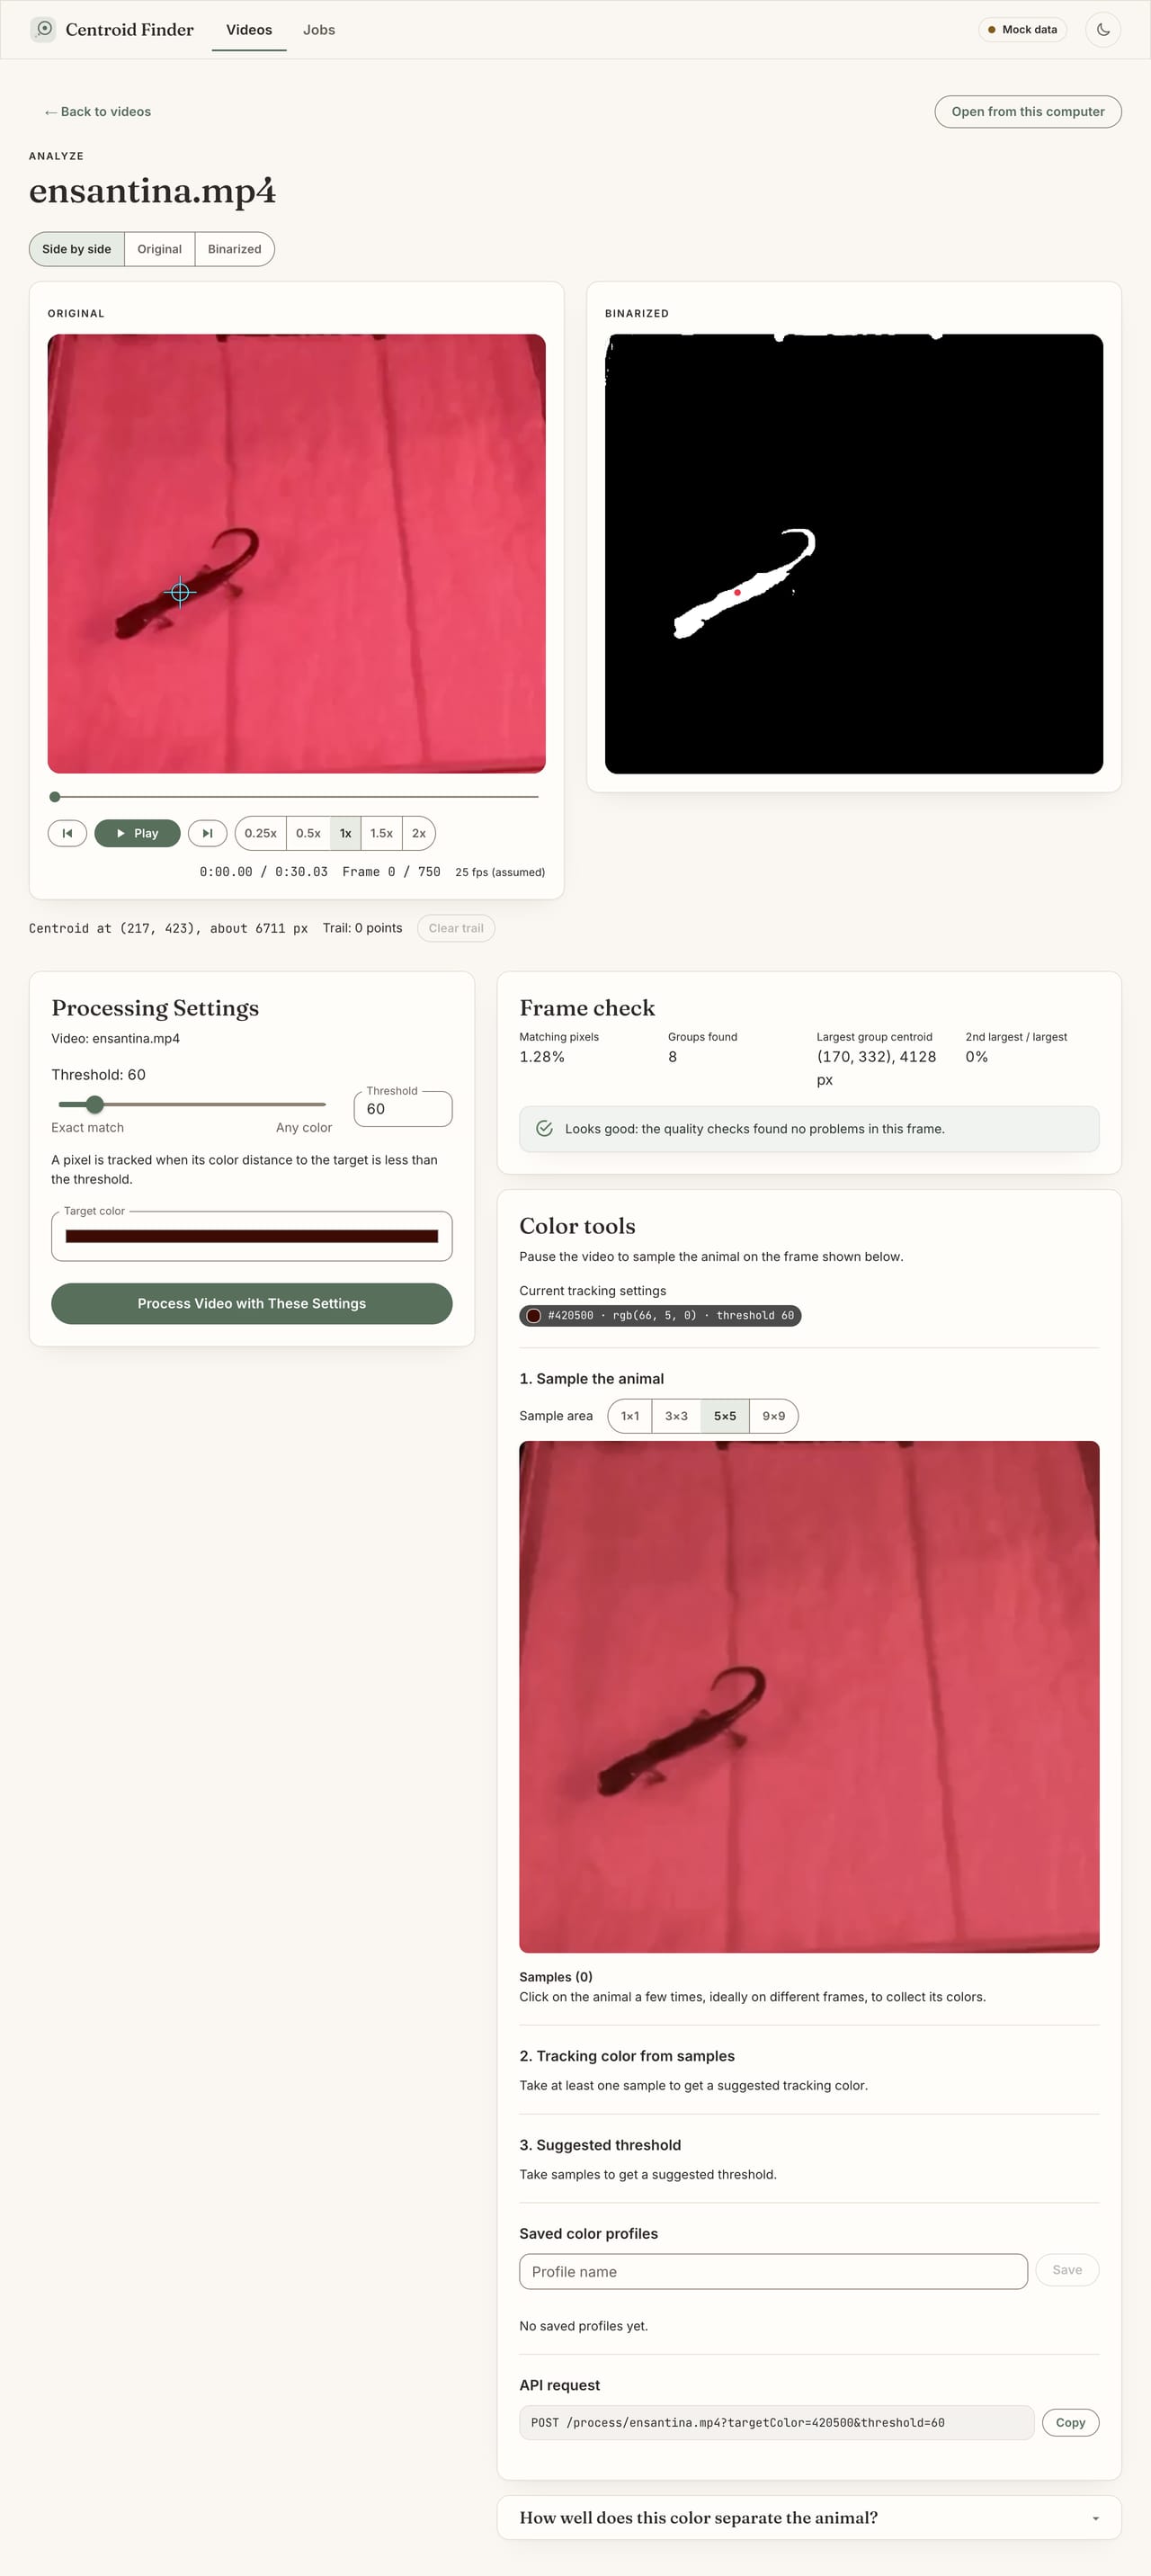 Centroid Finder
Videos
Jobs
Mock data
← Back to videos
Open from this computer
ANALYZE
ensantina.mp4
Side by side
Original
Binarized
ORIGINAL
BINARIZED
Play
0.25x
0.5x
1x
1.5x
2x
0:00.00 / 0:30.03 Frame 0 / 750 25 fps (assumed)
Centroid at (217, 423), about 6711 px Trail: 0 points Clear trail
Processing Settings
Video: ensantina.mp4
Threshold: 60
Threshold
60
Exact match
Any color
A pixel is tracked when its color distance to the target is less than
the threshold.
Target color
Process Video with These Settings
Frame check
Matching pixels
1.28%
Groups found
8
Largest group centroid
(170, 332), 4128
px
2nd largest / largest
0%
Looks good: the quality checks found no problems in this frame.
Color tools
Pause the video to sample the animal on the frame shown below.
Current tracking settings
#420500 · rgb(66, 5, 0) · threshold 60
1. Sample the animal
Sample area
1×1
3×3
5×5
9×9
Samples (0)
Click on the animal a few times, ideally on different frames, to collect its colors.
2. Tracking color from samples
Take at least one sample to get a suggested tracking color.
3. Suggested threshold
Take samples to get a suggested threshold.
Saved color profiles
Profile name
Save
No saved profiles yet.
API request
POST /process/ensantina.mp4?targetColor=420500&threshold=60
Copy
How well does this color separate the animal?